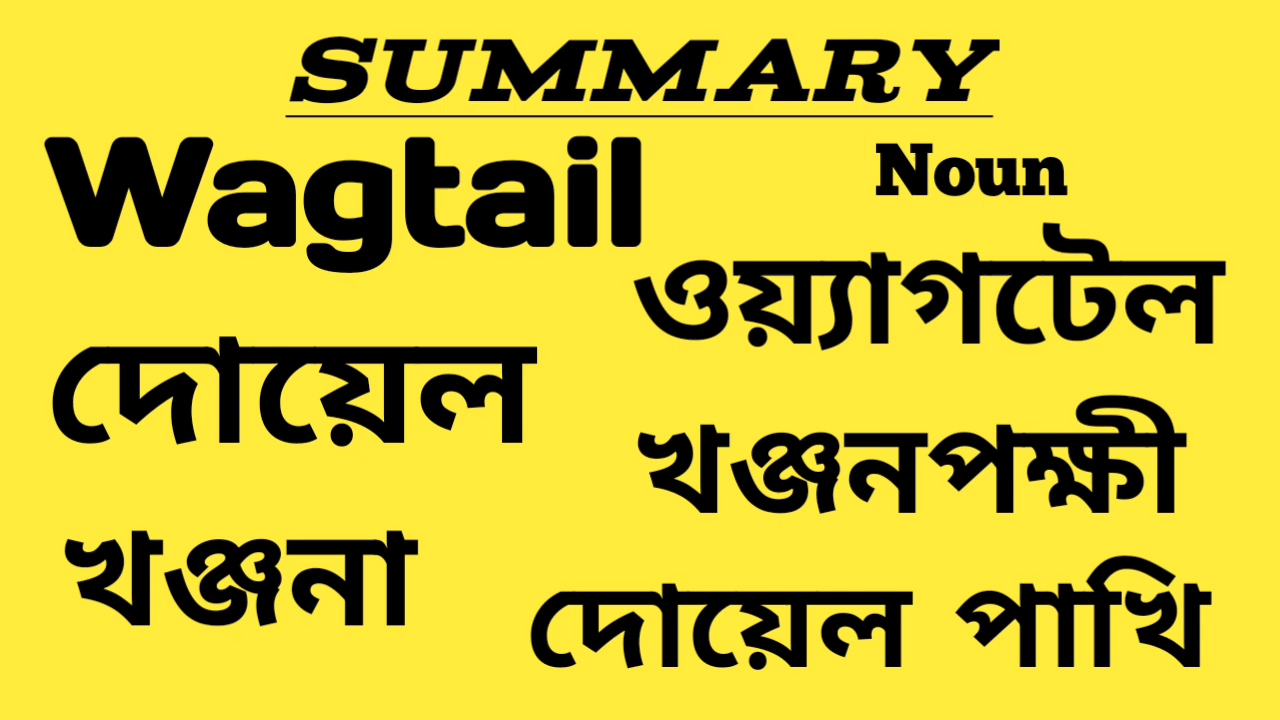 SUMMARY
Wagtail
Noun
ওয়্যাগটেল
দোয়েল
খঞ্জনপক্ষী
খঞ্জনা
দোয়েল পাখি